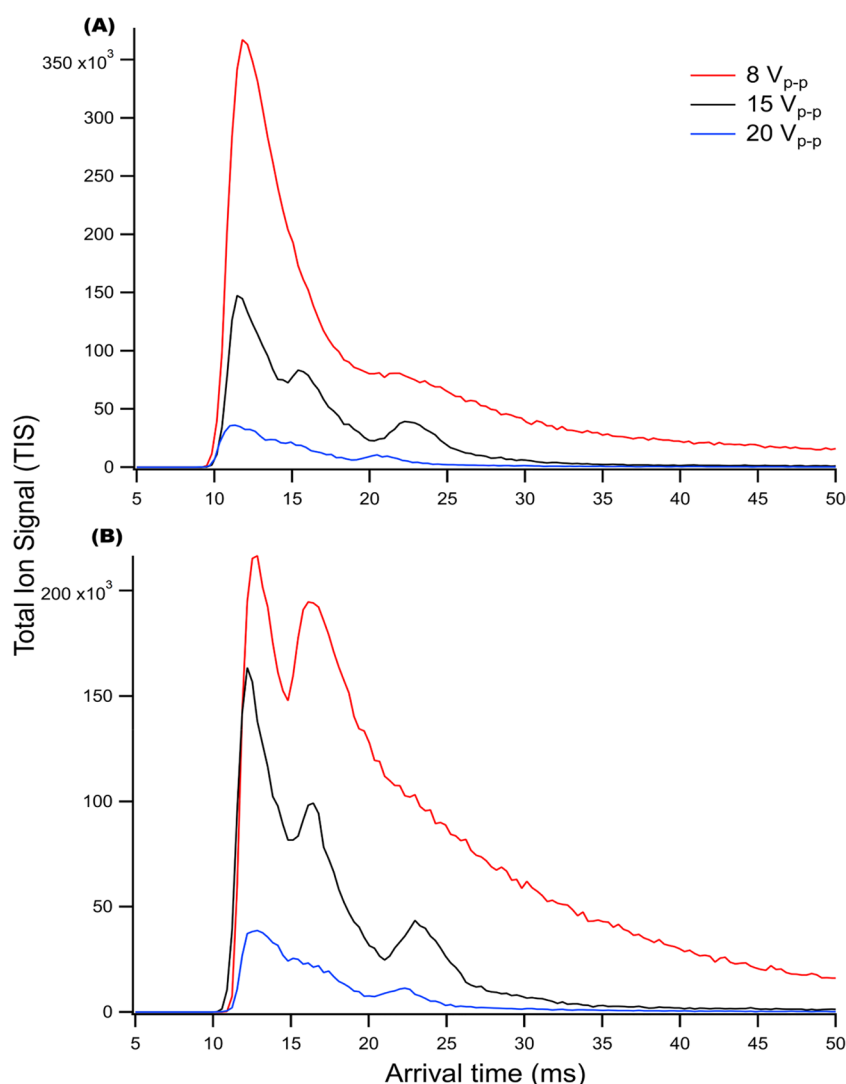 (A)
350 x10³
300
250
200
150
100
50
0
8 Vp-p
15 Vp-p
20 Vp-p
5 10 15 20 25 30 35 40 45 50
Total Ion Signal (TIS)
(B)
200 x10³
150
100
50
0
5 10 15 20 25 30 35 40 45 50
Arrival time (ms)